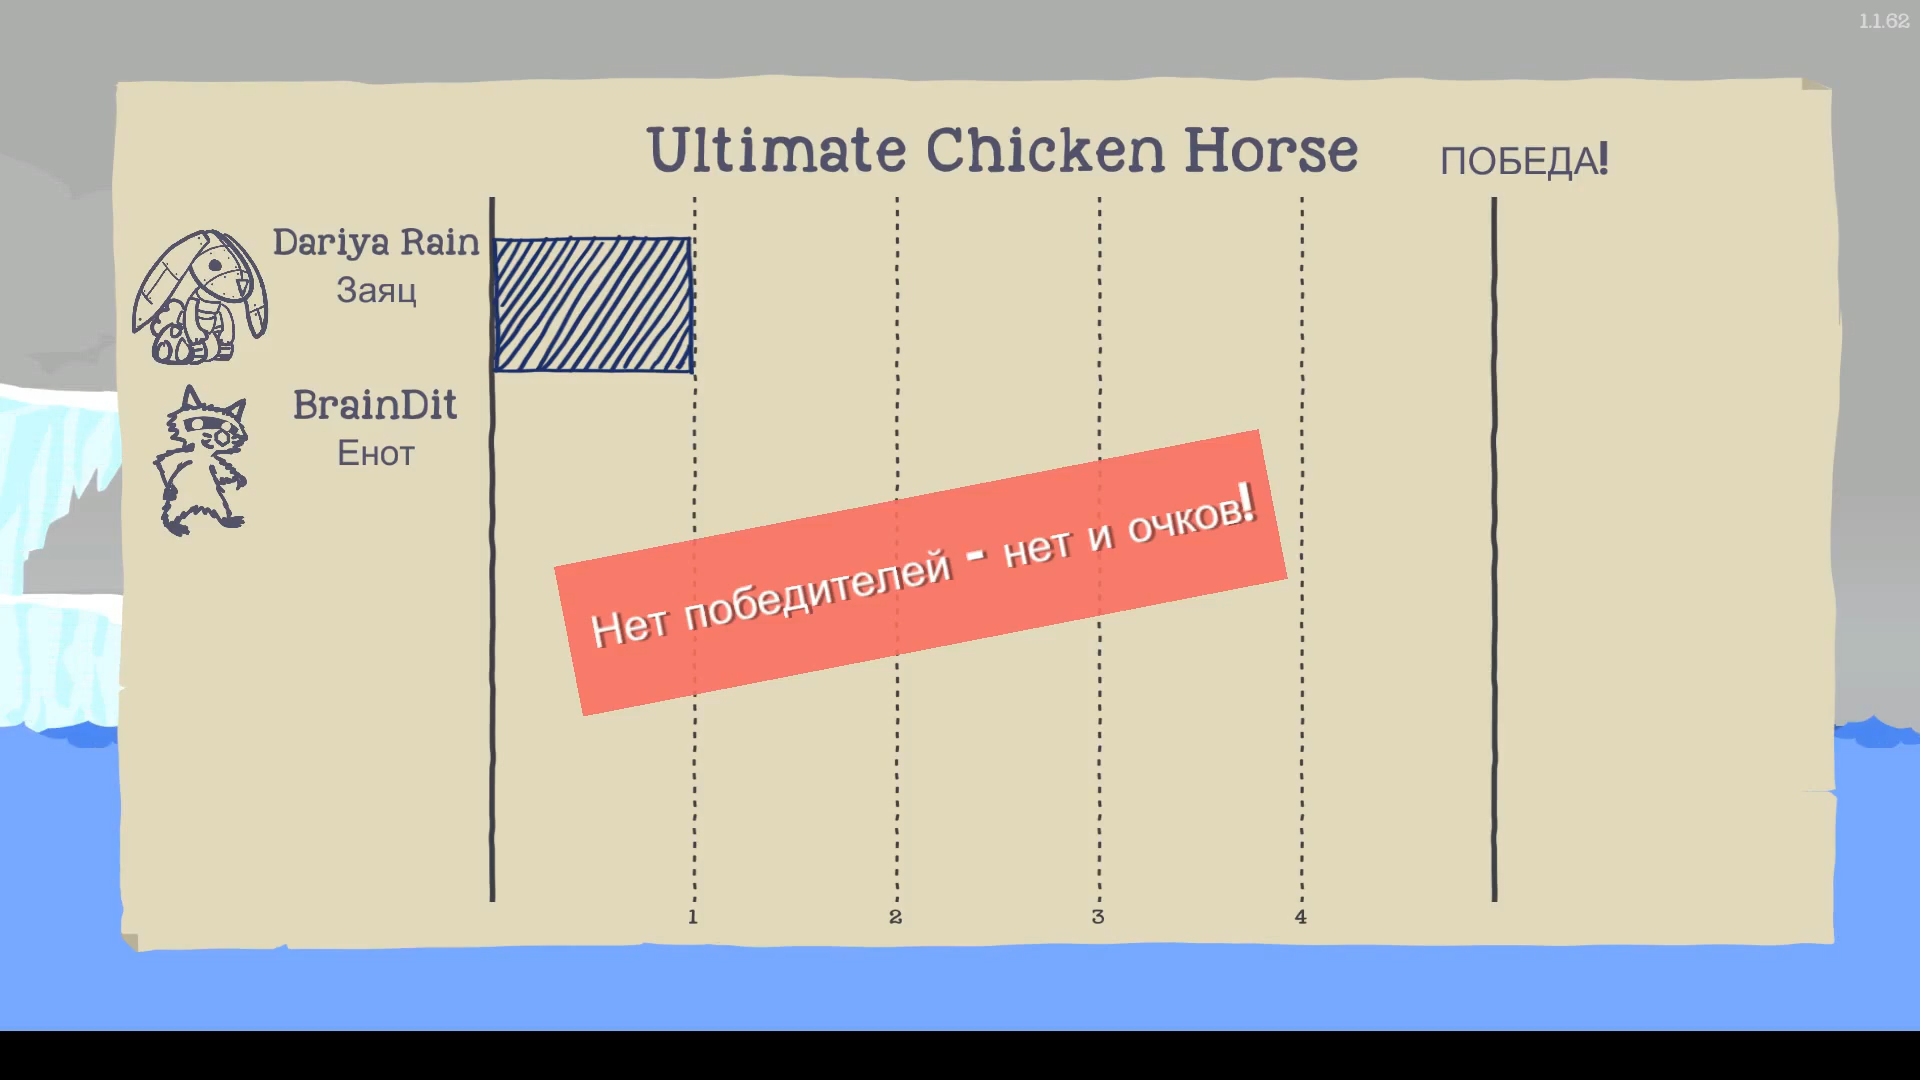 1.1.62
Ultimate Chicken Horse
ПОБЕДА!
Dariya Rain
Заяц
BrainDit
Енот
Нет победителей - нет и очков!
1 2 3 4